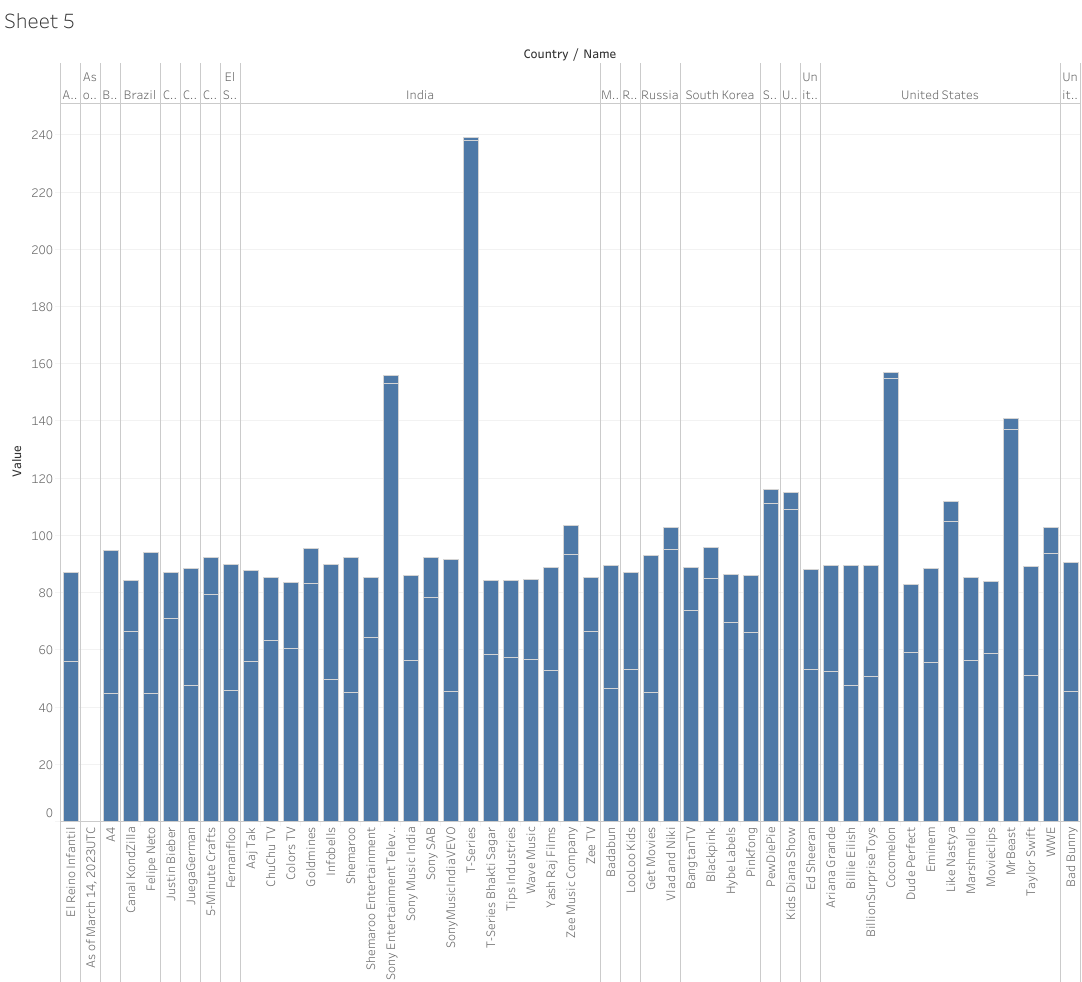 Sheet 5
Country / Name
A..
As
o..
B..
Brazil
C..
C..
C..
El
S..
India
M..
R..
Russia
South Korea
S..
U..
Un
it..
United States
Un
it..
Value
240
220
200
180
160
140
120
100
80
60
40
20
0
El Reino Infantil
As of March 14, 2023UTC
A4
Canal KondZilla
Felipe Neto
Justin Bieber
JuegaGerman
5-Minute Crafts
Fernanfloo
Aaj Tak
ChuChu TV
Colors TV
Goldmines
Infobells
Shemaroo
Shemaroo Entertainment
Sony Entertainment Telev..
Sony Music India
Sony SAB
SonyMusicIndiaVEVO
T-Series
T-Series Bhakti Sagar
Tips Industries
Wave Music
Yash Raj Films
Zee Music Company
Zee TV
Badabun
LooLoo Kids
Get Movies
Vlad and Niki
BangtanTV
Blackpink
Hybe Labels
Pinkfong
PewDiePie
Kids Diana Show
Ed Sheeran
Ariana Grande
Billie Eilish
BillionSurpriseToys
Cocomelon
Dude Perfect
Eminem
Like Nastya
Marshmello
Movieclips
MrBeast
Taylor Swift
WWE
Bad Bunny